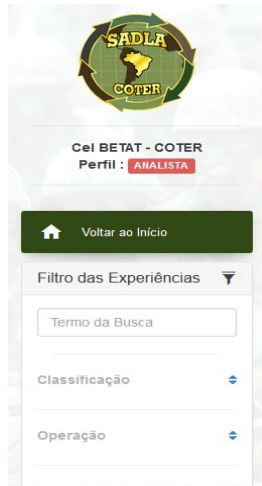 SADLA
COTER
Cel BETAT - COTER
Perfil : ANALISTA
Voltar ao Início
Filtro das Experiências
Termo da Busca
Classificação
Operação